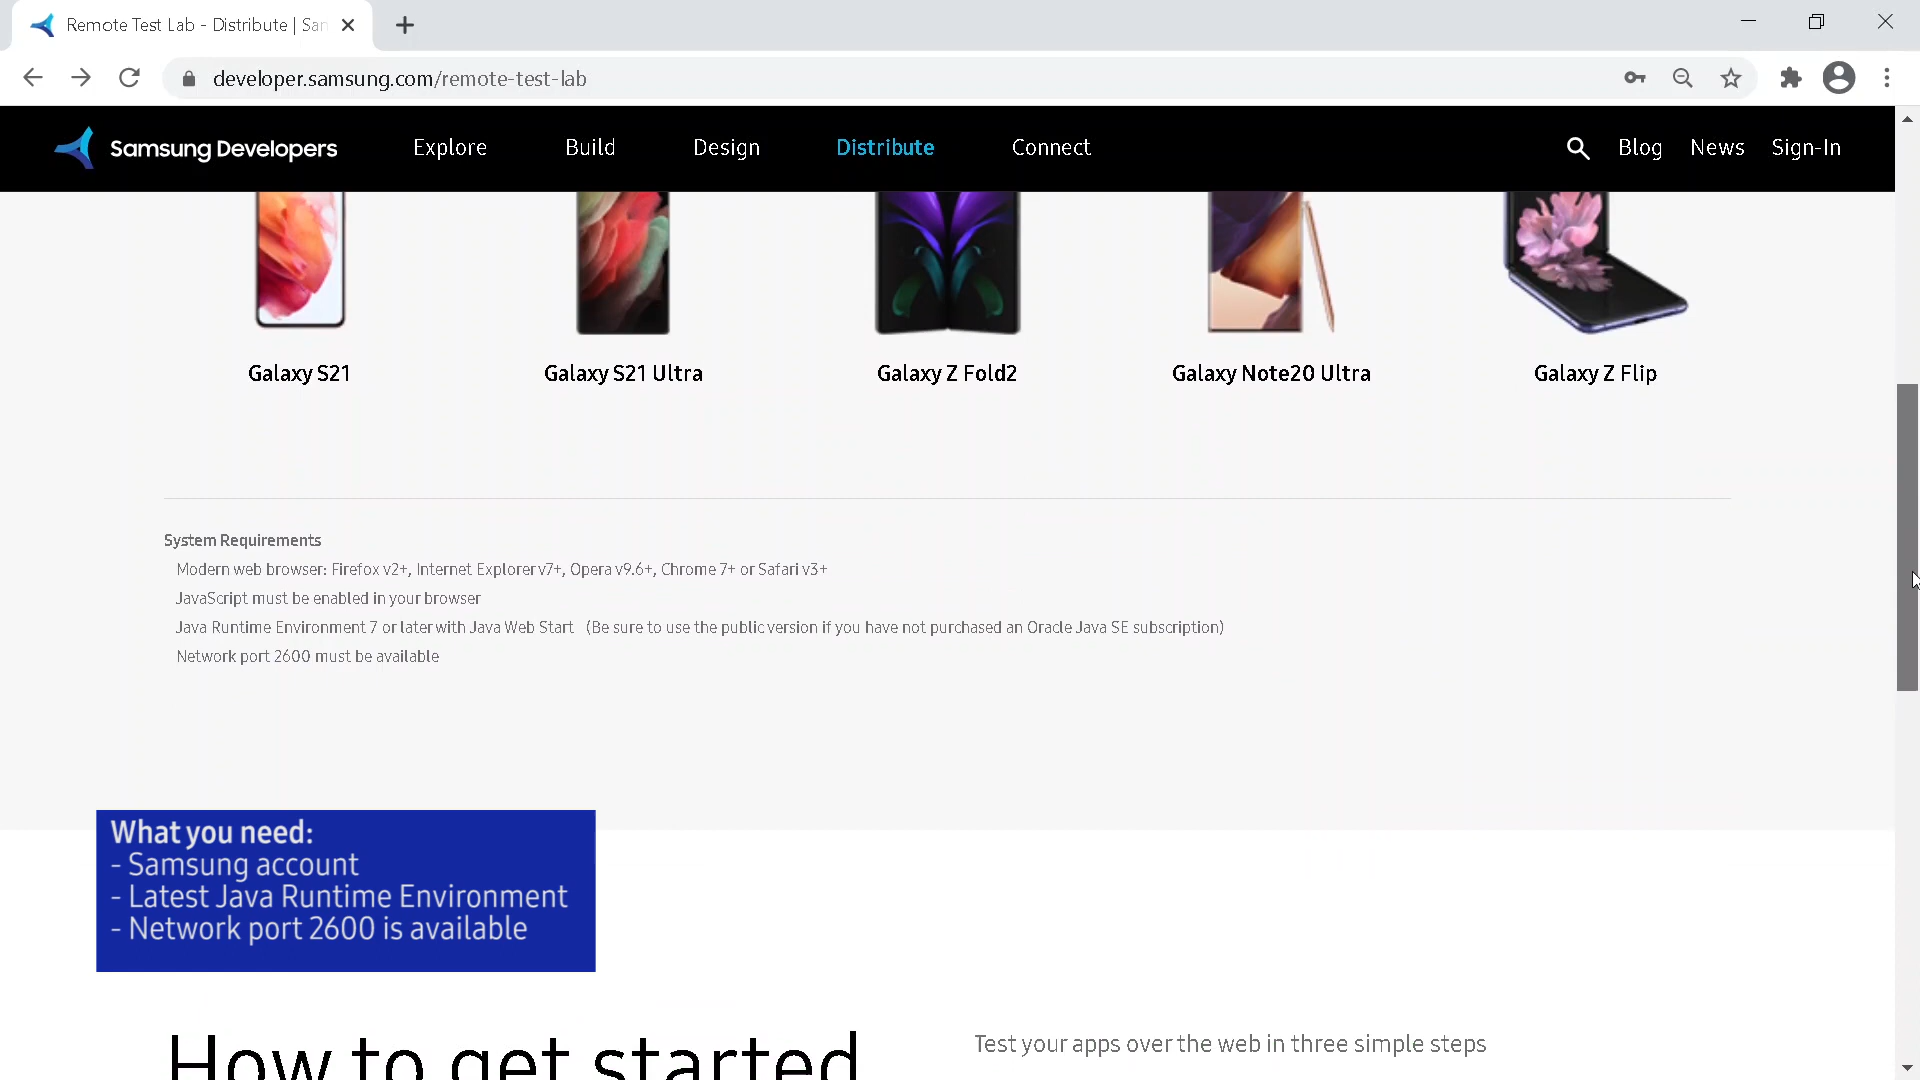 Remote Test Lab - Distribute | Sam
developer.samsung.com/remote-test-lab
Samsung Developers
Explore
Build
Design
Distribute
Connect
Blog
News
Sign-In
Galaxy S21
Galaxy S21 Ultra
Galaxy Z Fold2
Galaxy Note20 Ultra
Galaxy Z Flip
System Requirements
Modern web browser: Firefox v2+, Internet Explorer v7+, Opera v9.6+, Chrome 7+ or Safari v3+
JavaScript must be enabled in your browser
Java Runtime Environment 7 or later with Java Web Start (Be sure to use the public version if you have not purchased an Oracle Java SE subscription)
Network port 2600 must be available
What you need:
- Samsung account
- Latest Java Runtime Environment
- Network port 2600 is available
How to get started
Test your apps over the web in three simple steps